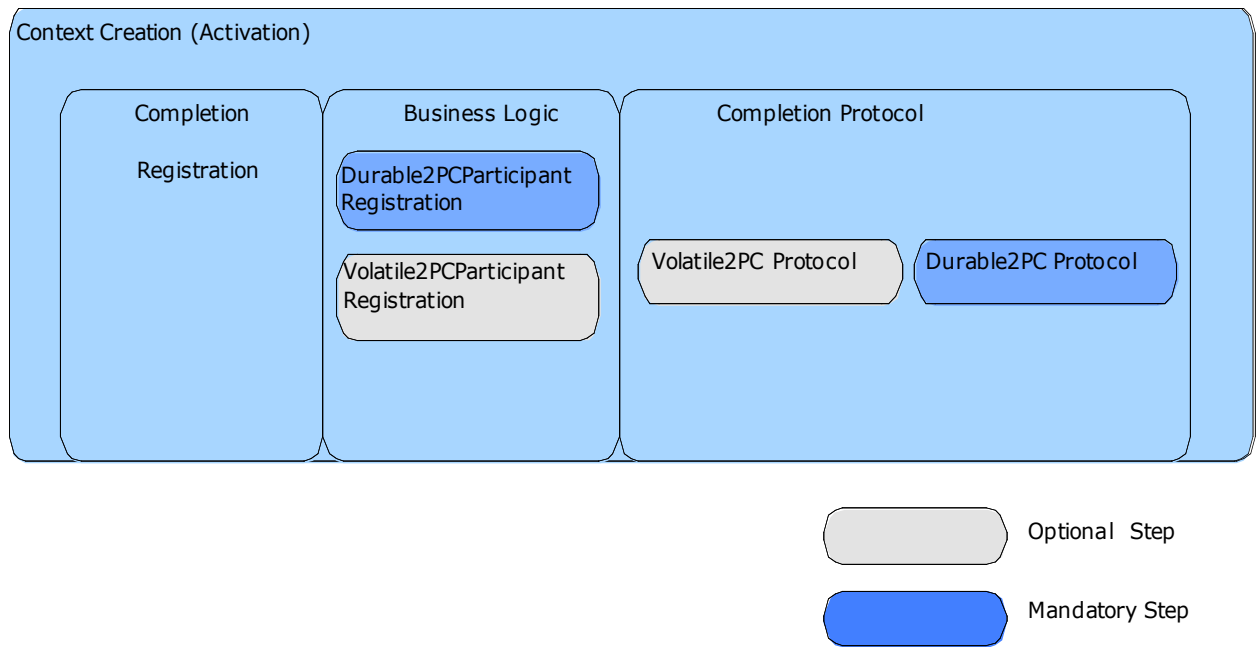 Context Creation (Activation)
Completion
Registration
Business Logic
Durable2PCParticipant
Registration
Volatile2PCParticipant
Registration
Completion Protocol
Volatile2PC Protocol
Durable2PC Protocol
Optional Step
Mandatory Step